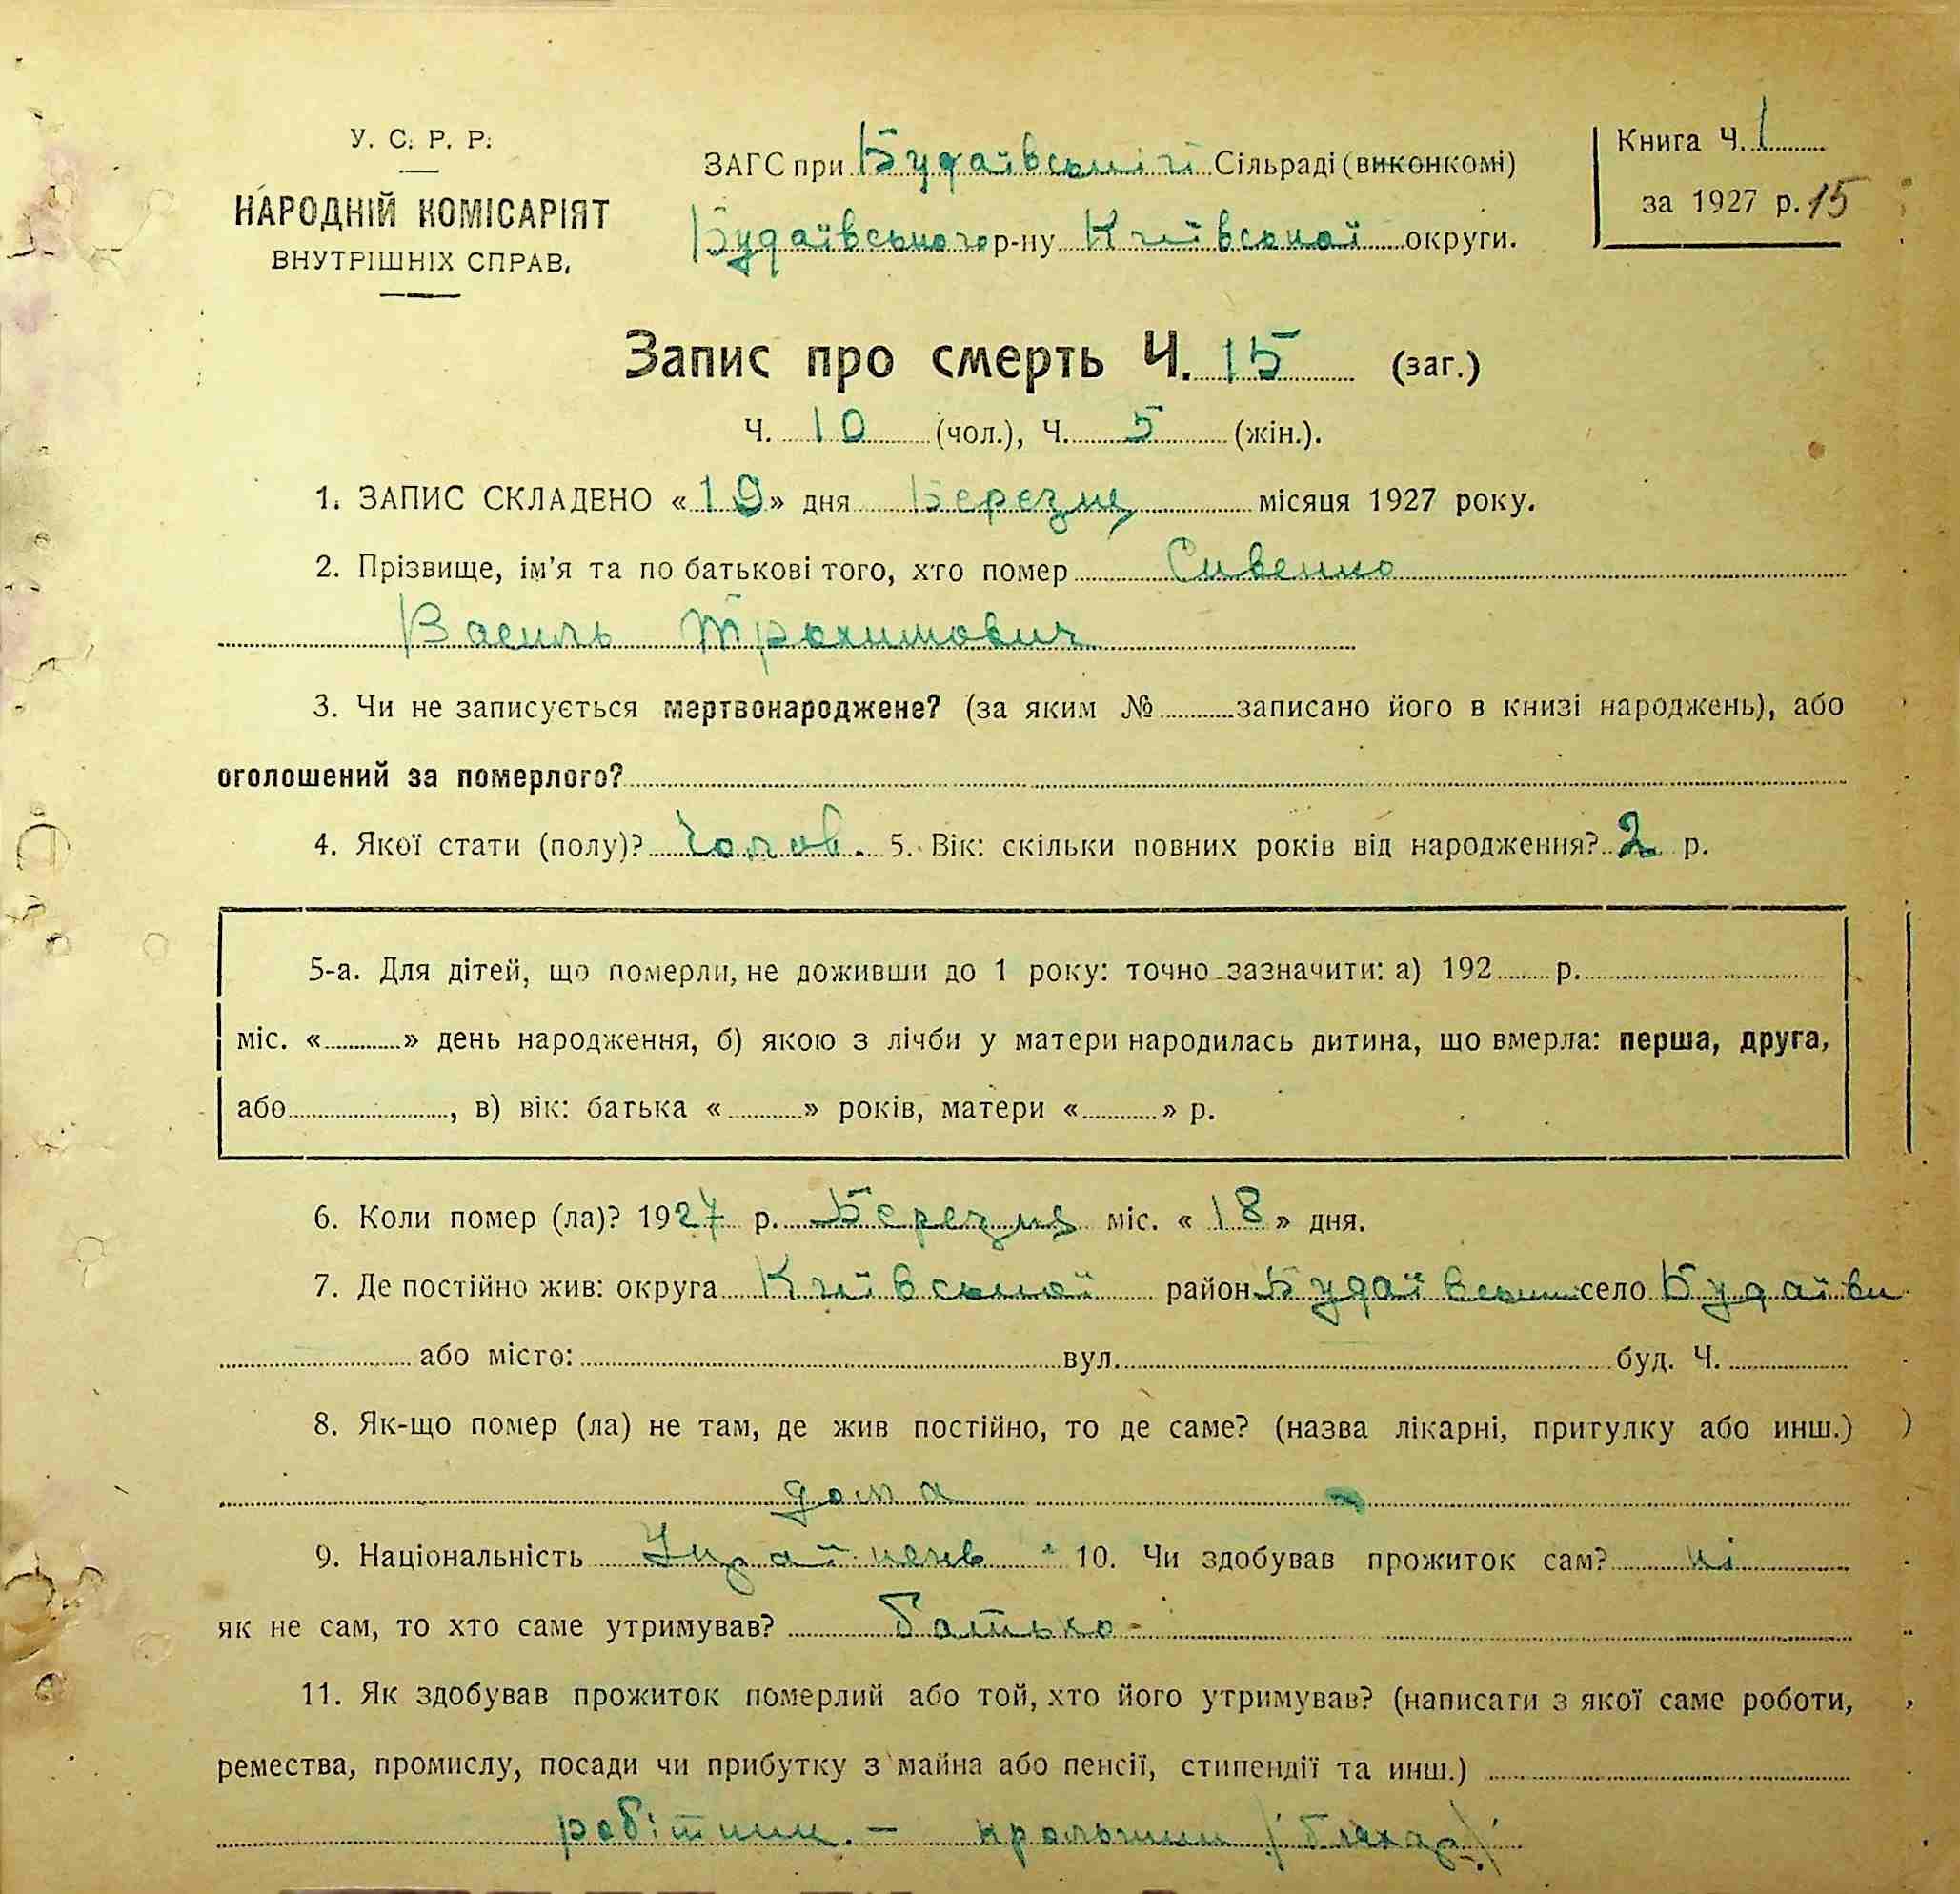 У. С. Р. Р.
НАРОДНІЙ КОМІСАРІЯТ
ВНУТРІШНІХ СПРАВ.
ЗАГС при Будаївській Сільраді (виконкомі)
Будаївського р-ну Київської округи.
Книга Ч. 1
за 1927 р. 15
Запис про смерть Ч. 15 (заг.)
Ч. 10 (чол.), Ч. 5 (жін.).
1. ЗАПИС СКЛАДЕНО «19» дня Березня місяця 1927 року.
2. Прізвище, ім'я та по батькові того, хто помер Сивенко
Василь Трохимович
3. Чи не записується мертвонароджене? (за яким № записано його в книзі народжень), або
оголошений за померлого?
4. Якої стати (полу)? Чолов. 5. Вік: скільки повних років від народження? 2 р.
5-а. Для дітей, що померли, не доживши до 1 року: точно зазначити: а) 192 р.
міс. « » день народження, б) якою з лічби у матери народилась дитина, що вмерла: перша, друга,
або , в) вік: батька « » років, матери « » р.
6. Коли помер (ла)? 1927 р. Березня міс. «18» дня.
7. Де постійно жив: округа Київської район Будаївськ село Будаївки
або місто: вул. буд. Ч.
8. Як-що помер (ла) не там, де жив постійно, то де саме? (назва лікарні, притулку або инш.)
дома
9. Національність Украйнець 10. Чи здобував прожиток сам? ні
як не сам, то хто саме утримував? батько
11. Як здобував прожиток померлий або той, хто його утримував? (написати з якої саме роботи,
ремества, промислу, посади чи прибутку з майна або пенсії, стипендії та инш.)
робітник. –